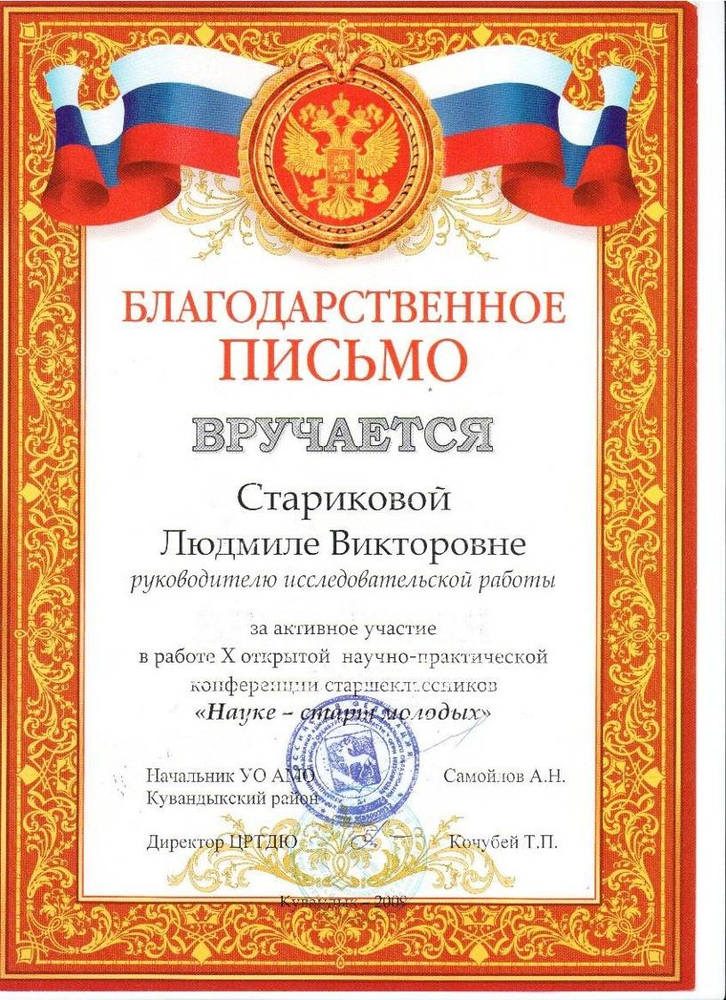 БЛАГОДАРСТВЕННОЕ
ПИСЬМО
ВРУЧАЕТСЯ
Стариковой
Людмиле Викторовне
руководителю исследовательской работы
за активное участие
в работе X открытой научно-практической
конференции старшеклассников
«Науке – старт молодых»
Начальник УО АМО Самойлов А.Н.
Кувандыкский район
Директор ЦРТДЮ Кочубей Т.П.
Кувандык –